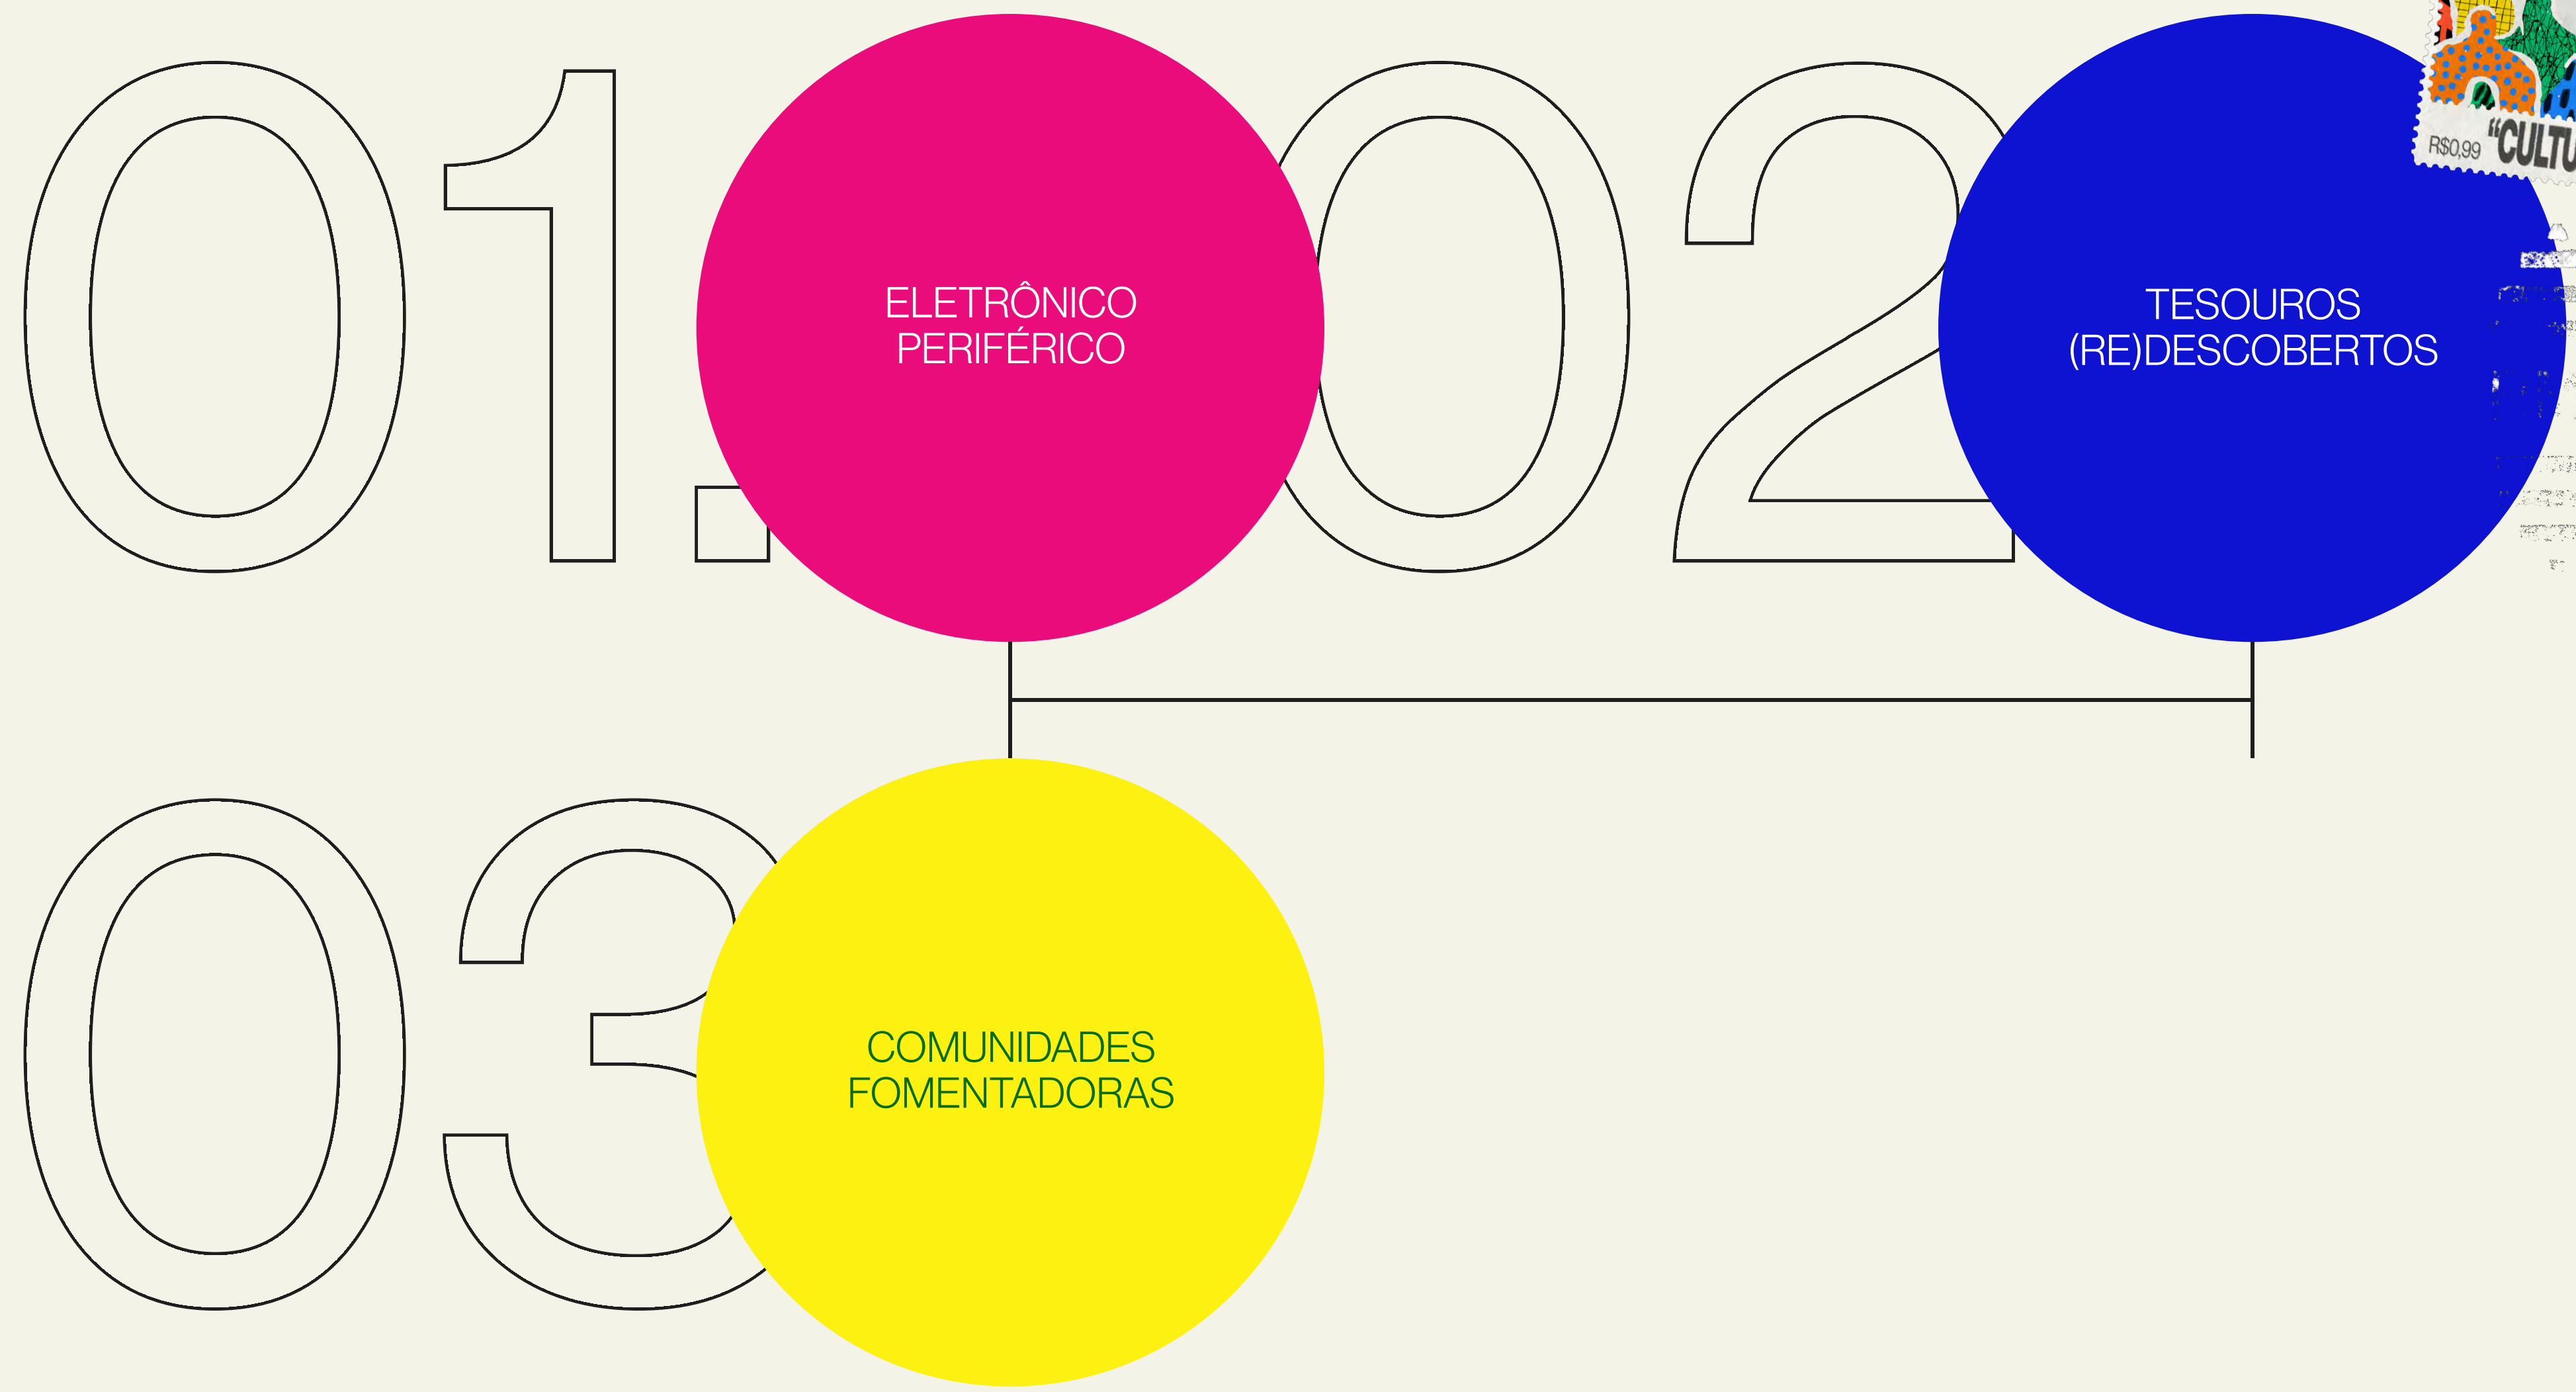 01.
ELETRÔNICO
PERIFÉRICO
02
TESOUROS
(RE)DESCOBERTOS
R$0,99
03
COMUNIDADES
FOMENTADORAS